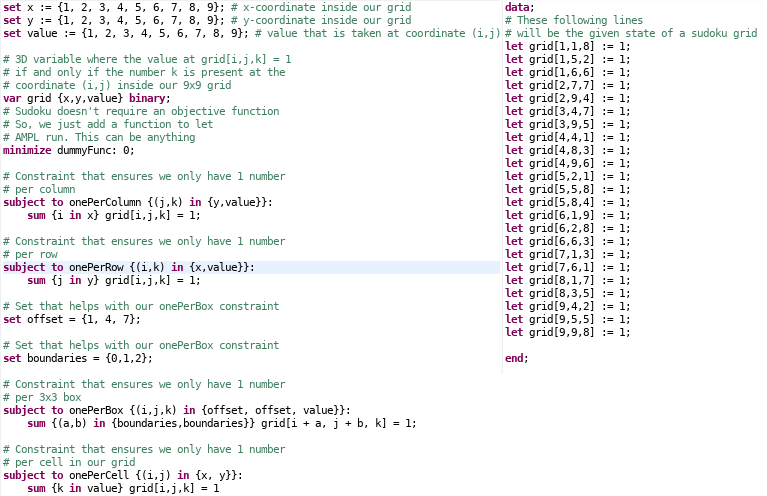 set x := {1, 2, 3, 4, 5, 6, 7, 8, 9}; # x-coordinate inside our grid
set y := {1, 2, 3, 4, 5, 6, 7, 8, 9}; # y-coordinate inside our grid
set value := {1, 2, 3, 4, 5, 6, 7, 8, 9}; # value that is taken at coordinate (i,j)
# 3D variable where the value at grid[i,j,k] = 1
# if and only if the number k is present at the
# coordinate (i,j) inside our 9x9 grid
var grid {x,y,value} binary;
# Sudoku doesn't require an objective function
# So, we just add a function to let
# AMPL run. This can be anything
minimize dummyFunc: 0;
# Constraint that ensures we only have 1 number
# per column
subject to onePerColumn {(j,k) in {y,value}}:
    sum {i in x} grid[i,j,k] = 1;
# Constraint that ensures we only have 1 number
# per row
subject to onePerRow {(i,k) in {x,value}}:
    sum {j in y} grid[i,j,k] = 1;
# Set that helps with our onePerBox constraint
set offset = {1, 4, 7};
# Set that helps with our onePerBox constraint
set boundaries = {0,1,2};
# Constraint that ensures we only have 1 number
# per 3x3 box
subject to onePerBox {(i,j,k) in {offset, offset, value}}:
    sum {(a,b) in {boundaries,boundaries}} grid[i + a, j + b, k] = 1;
# Constraint that ensures we only have 1 number
# per cell in our grid
subject to onePerCell {(i,j) in {x, y}}:
    sum {k in value} grid[i,j,k] = 1
data;
# These following lines
# will be the given state of a sudoku grid
let grid[1,1,8] := 1;
let grid[1,5,2] := 1;
let grid[1,6,6] := 1;
let grid[2,7,7] := 1;
let grid[2,9,4] := 1;
let grid[3,4,7] := 1;
let grid[3,9,5] := 1;
let grid[4,4,1] := 1;
let grid[4,8,3] := 1;
let grid[4,9,6] := 1;
let grid[5,2,1] := 1;
let grid[5,5,8] := 1;
let grid[5,8,4] := 1;
let grid[6,1,9] := 1;
let grid[6,2,8] := 1;
let grid[6,6,3] := 1;
let grid[7,1,3] := 1;
let grid[7,6,1] := 1;
let grid[8,1,7] := 1;
let grid[8,3,5] := 1;
let grid[9,4,2] := 1;
let grid[9,5,5] := 1;
let grid[9,9,8] := 1;
end;